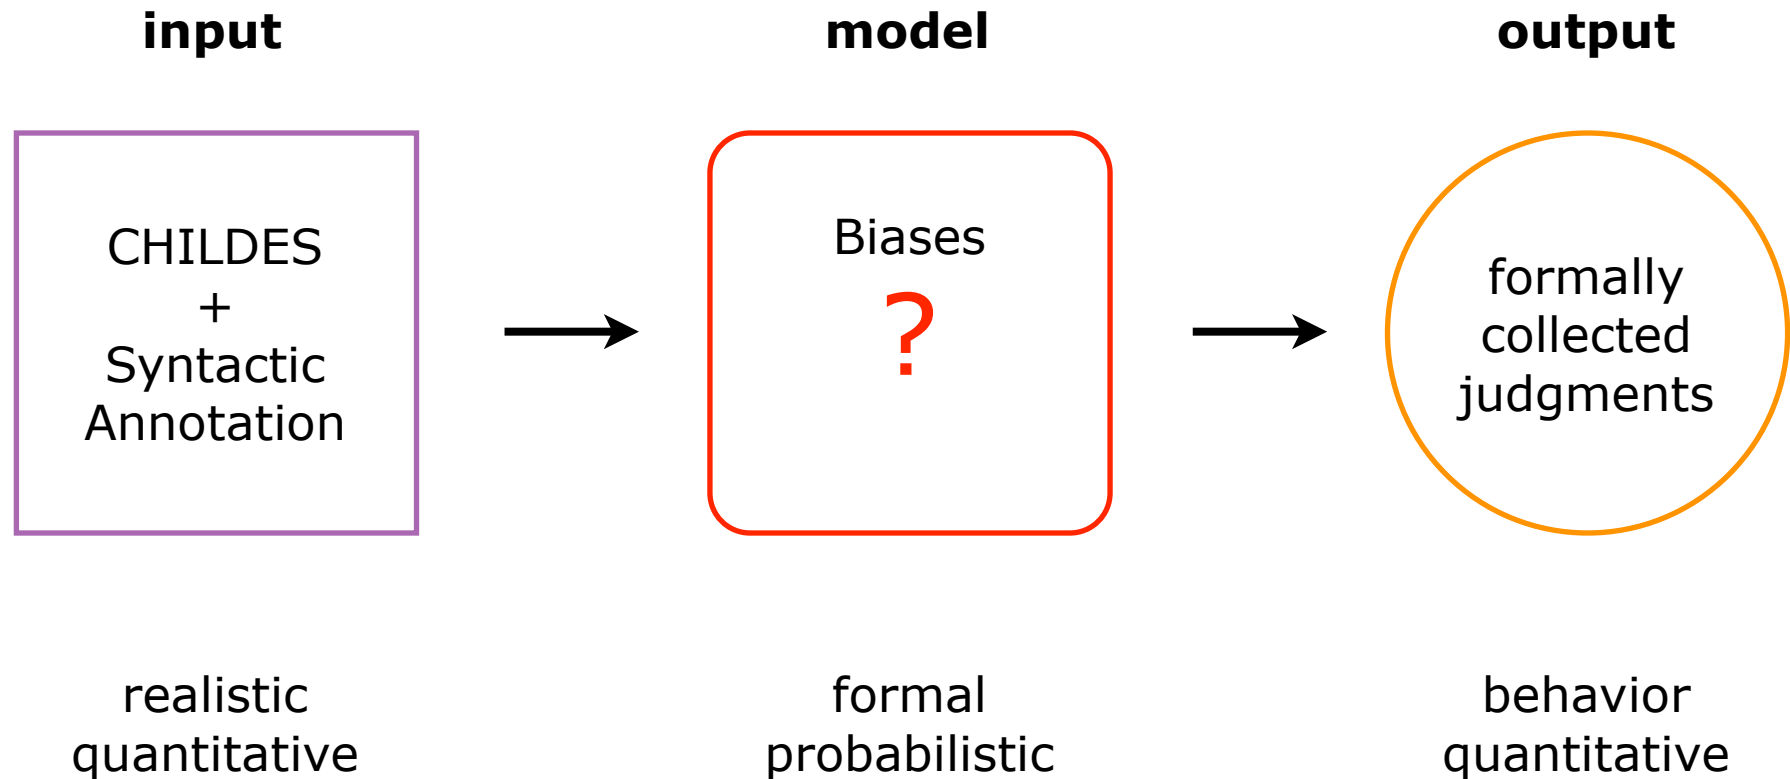 input
model
output
CHILDES
+
Syntactic
Annotation
Biases
?
formally
collected
judgments
realistic
quantitative
formal
probabilistic
behavior
quantitative